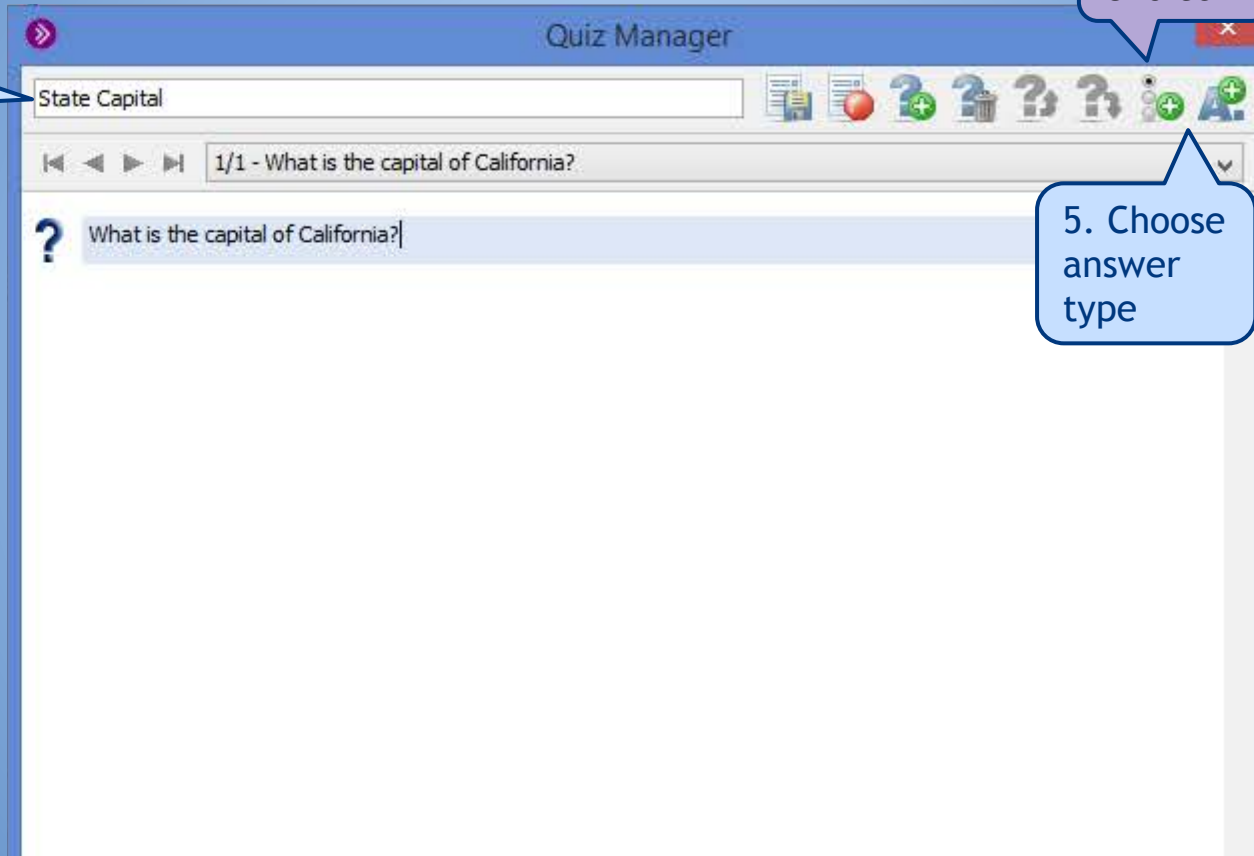 Quiz Manager
State Capital
1/1 - What is the capital of California?
What is the capital of California?
5. Choose
answer
type